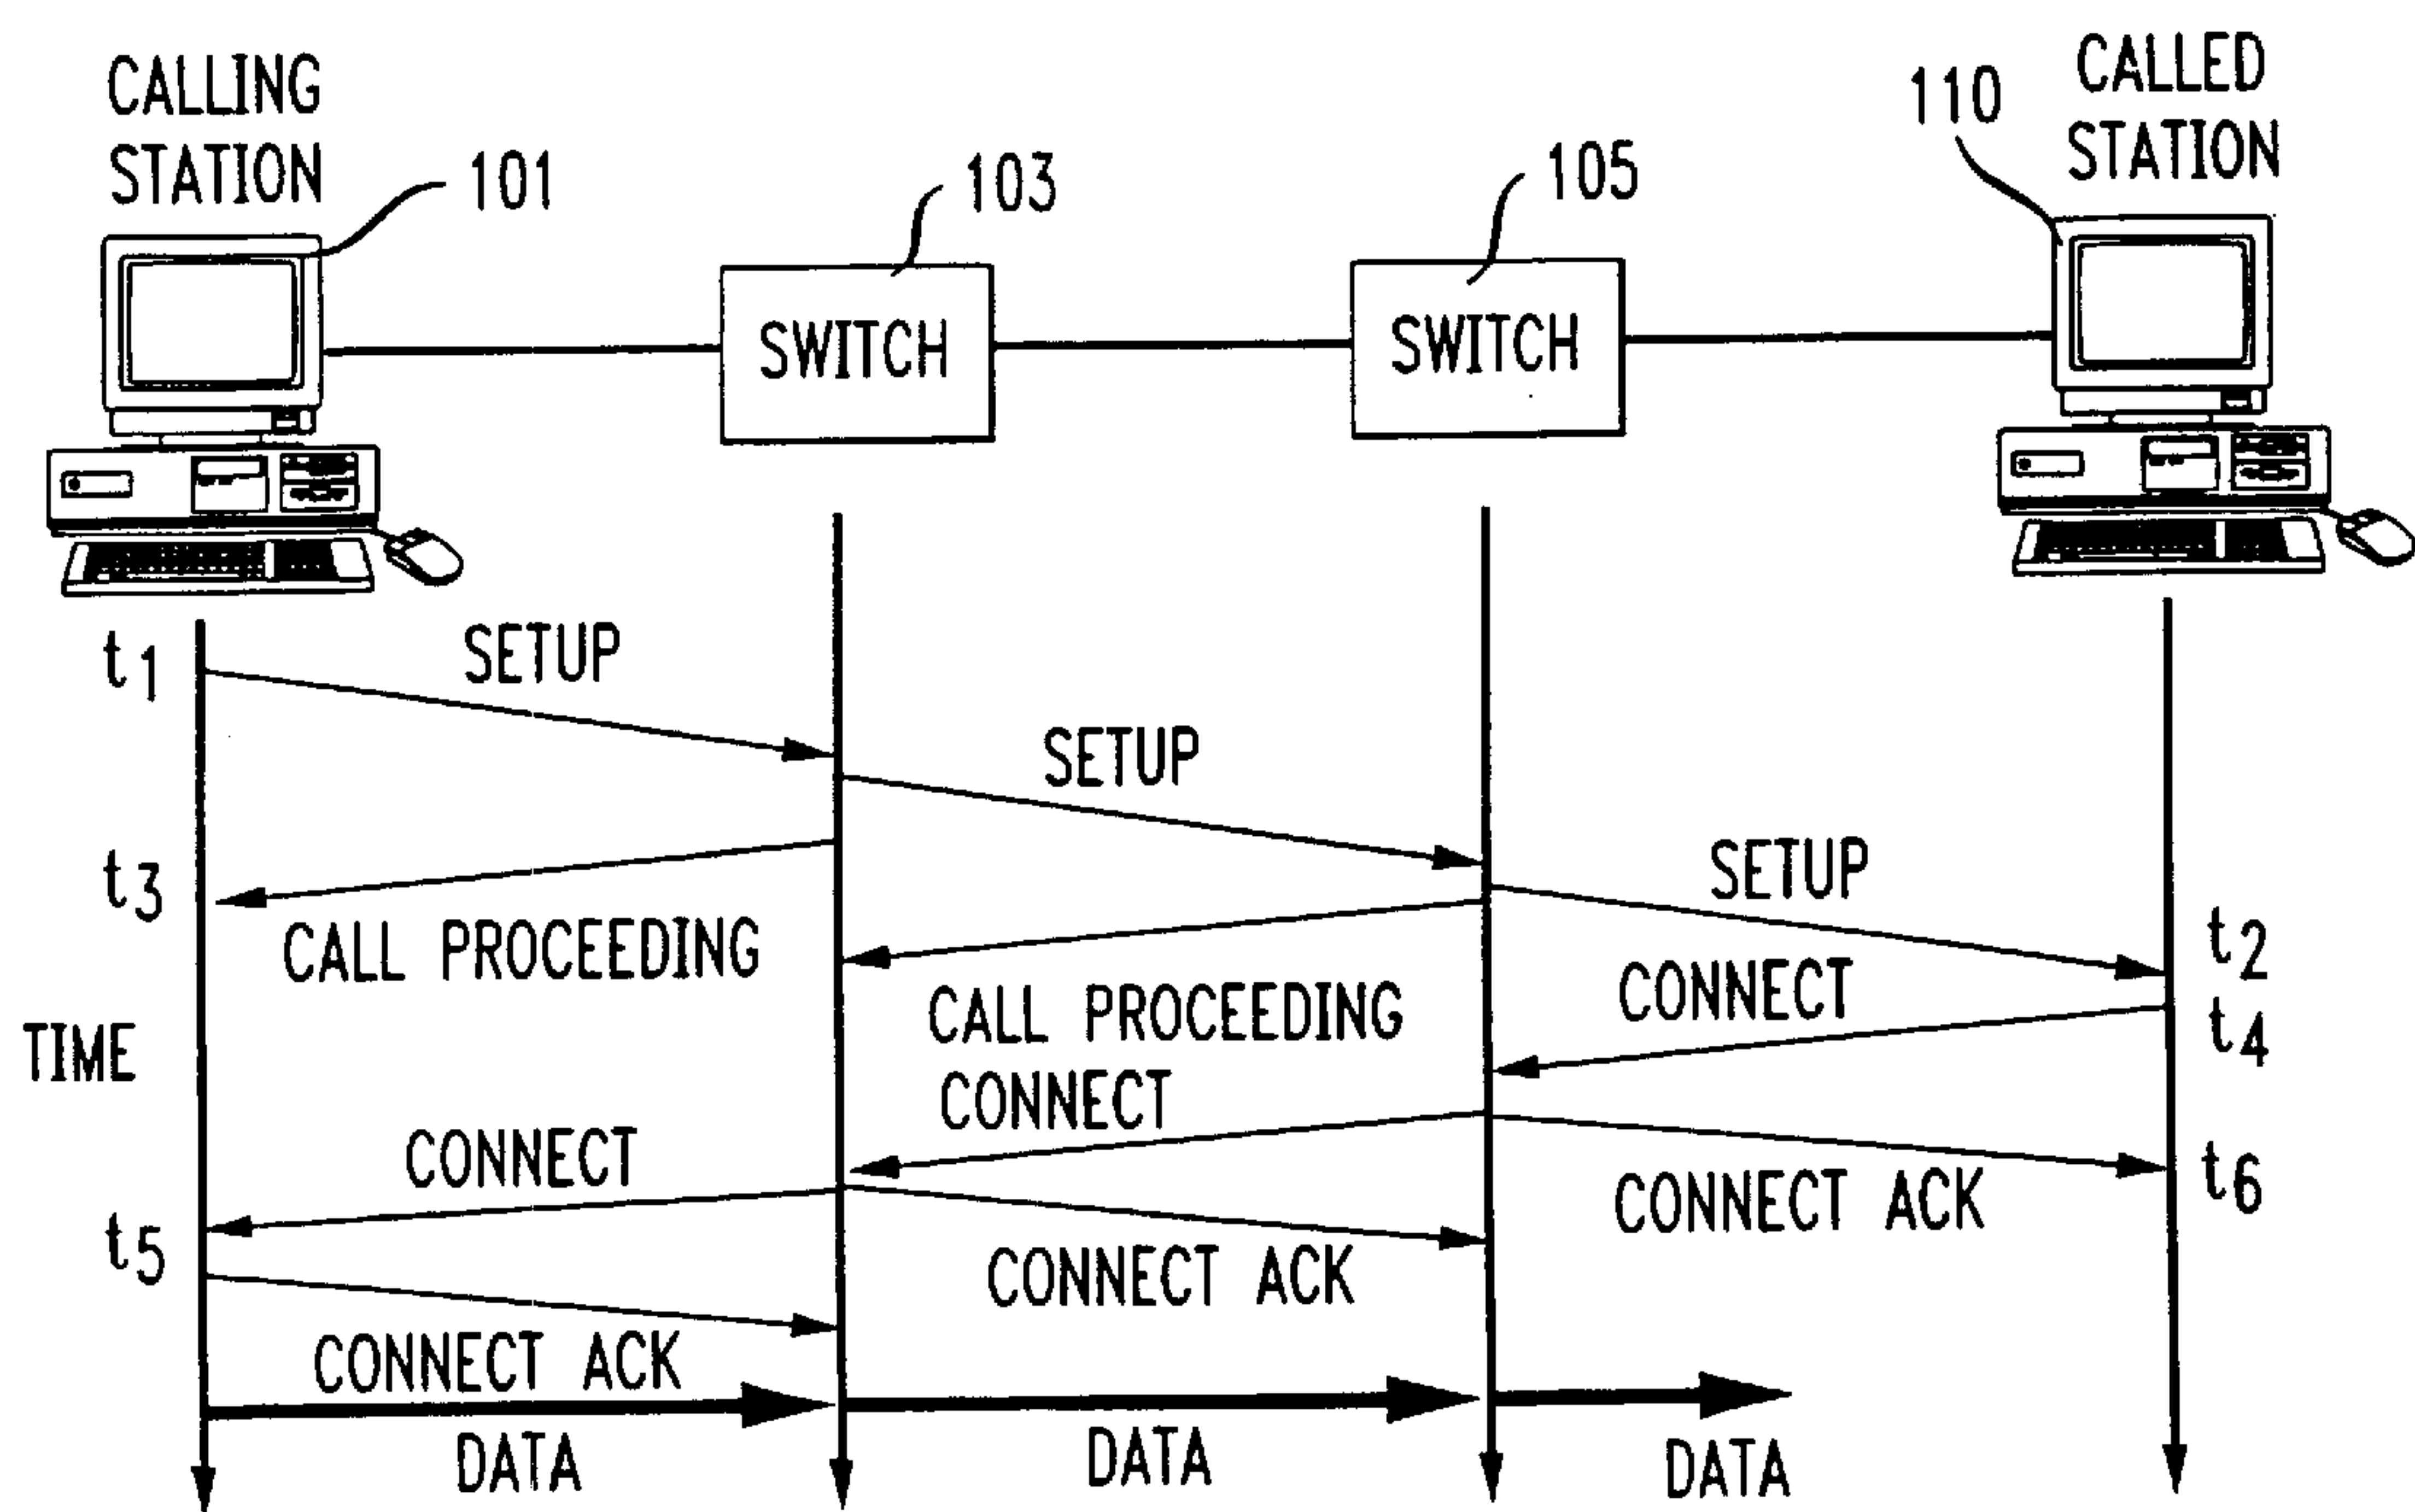 CALLING
STATION
101
103
105
110
CALLED
STATION
SWITCH
SWITCH
t1
SETUP
SETUP
t3
SETUP
CALL PROCEEDING
t2
CONNECT
CALL PROCEEDING
t4
TIME
CONNECT
CONNECT
t6
CONNECT ACK
t5
CONNECT ACK
CONNECT ACK
DATA
DATA
DATA